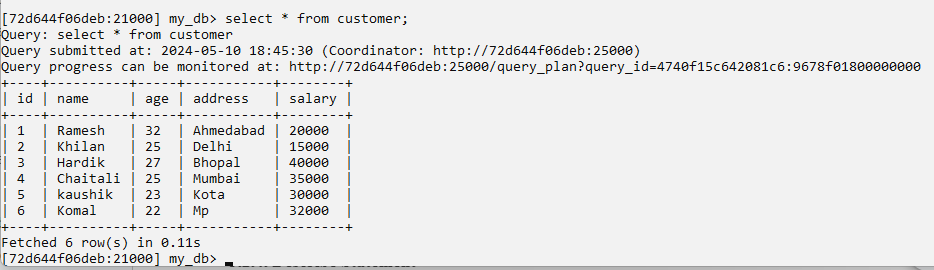 [72d644f06deb:21000] my_db> select * from customer;
Query: select * from customer
Query submitted at: 2024-05-10 18:45:30 (Coordinator: http://72d644f06deb:25000)
Query progress can be monitored at: http://72d644f06deb:25000/query_plan?query_id=4740f15c642081c6:9678f01800000000
+----+----------+-----+-----------+--------+
| id | name     | age | address   | salary |
+----+----------+-----+-----------+--------+
| 1  | Ramesh   | 32  | Ahmedabad | 20000  |
| 2  | Khilan   | 25  | Delhi     | 15000  |
| 3  | Hardik   | 27  | Bhopal    | 40000  |
| 4  | Chaitali | 25  | Mumbai    | 35000  |
| 5  | kaushik  | 23  | Kota      | 30000  |
| 6  | Komal    | 22  | Mp        | 32000  |
+----+----------+-----+-----------+--------+
Fetched 6 row(s) in 0.11s
[72d644f06deb:21000] my_db>